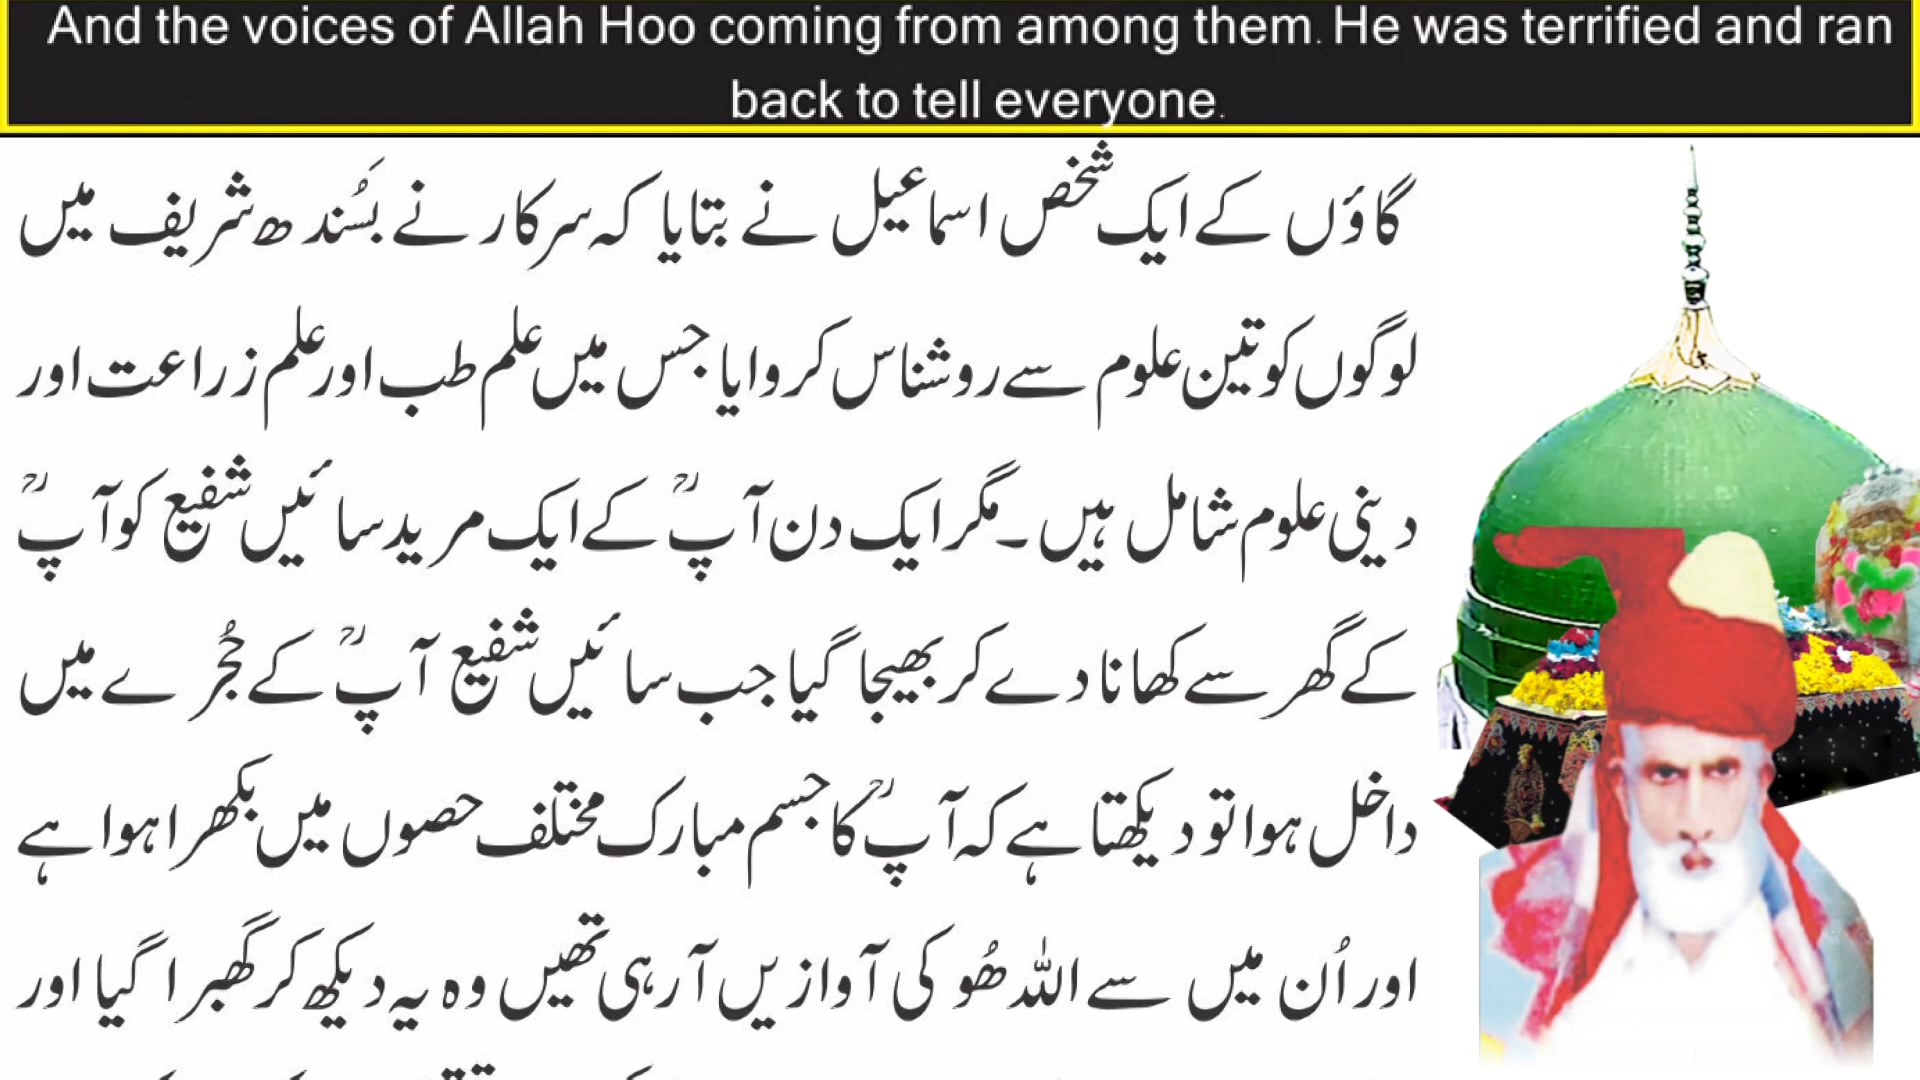 And the voices of Allah Hoo coming from among them. He was terrified and ran
back to tell everyone.
گاؤں کے ایک شخص اسماعیل نے بتایا کہ سرکار نے بسُندھ شریف میں
لوگوں کو تین علوم سے روشناس کروایا جس میں علم طب اور علم زراعت اور
دینی علوم شامل ہیں۔ مگر ایک دن آپؒ کے ایک مرید سائیں شفیع کو آپؒ
کے گھر سے کھانا دے کر بھیجا گیا جب سائیں شفیع آپؒ کے حُجرے میں
داخل ہوا تو دیکھتا ہے کہ آپؒ کا جسم مبارک مختلف حصوں میں بکھرا ہوا ہے
اور اُن میں سے اللہ ھُو کی آوازیں آرہی تھیں وہ یہ دیکھ کر گھبرا گیا اور